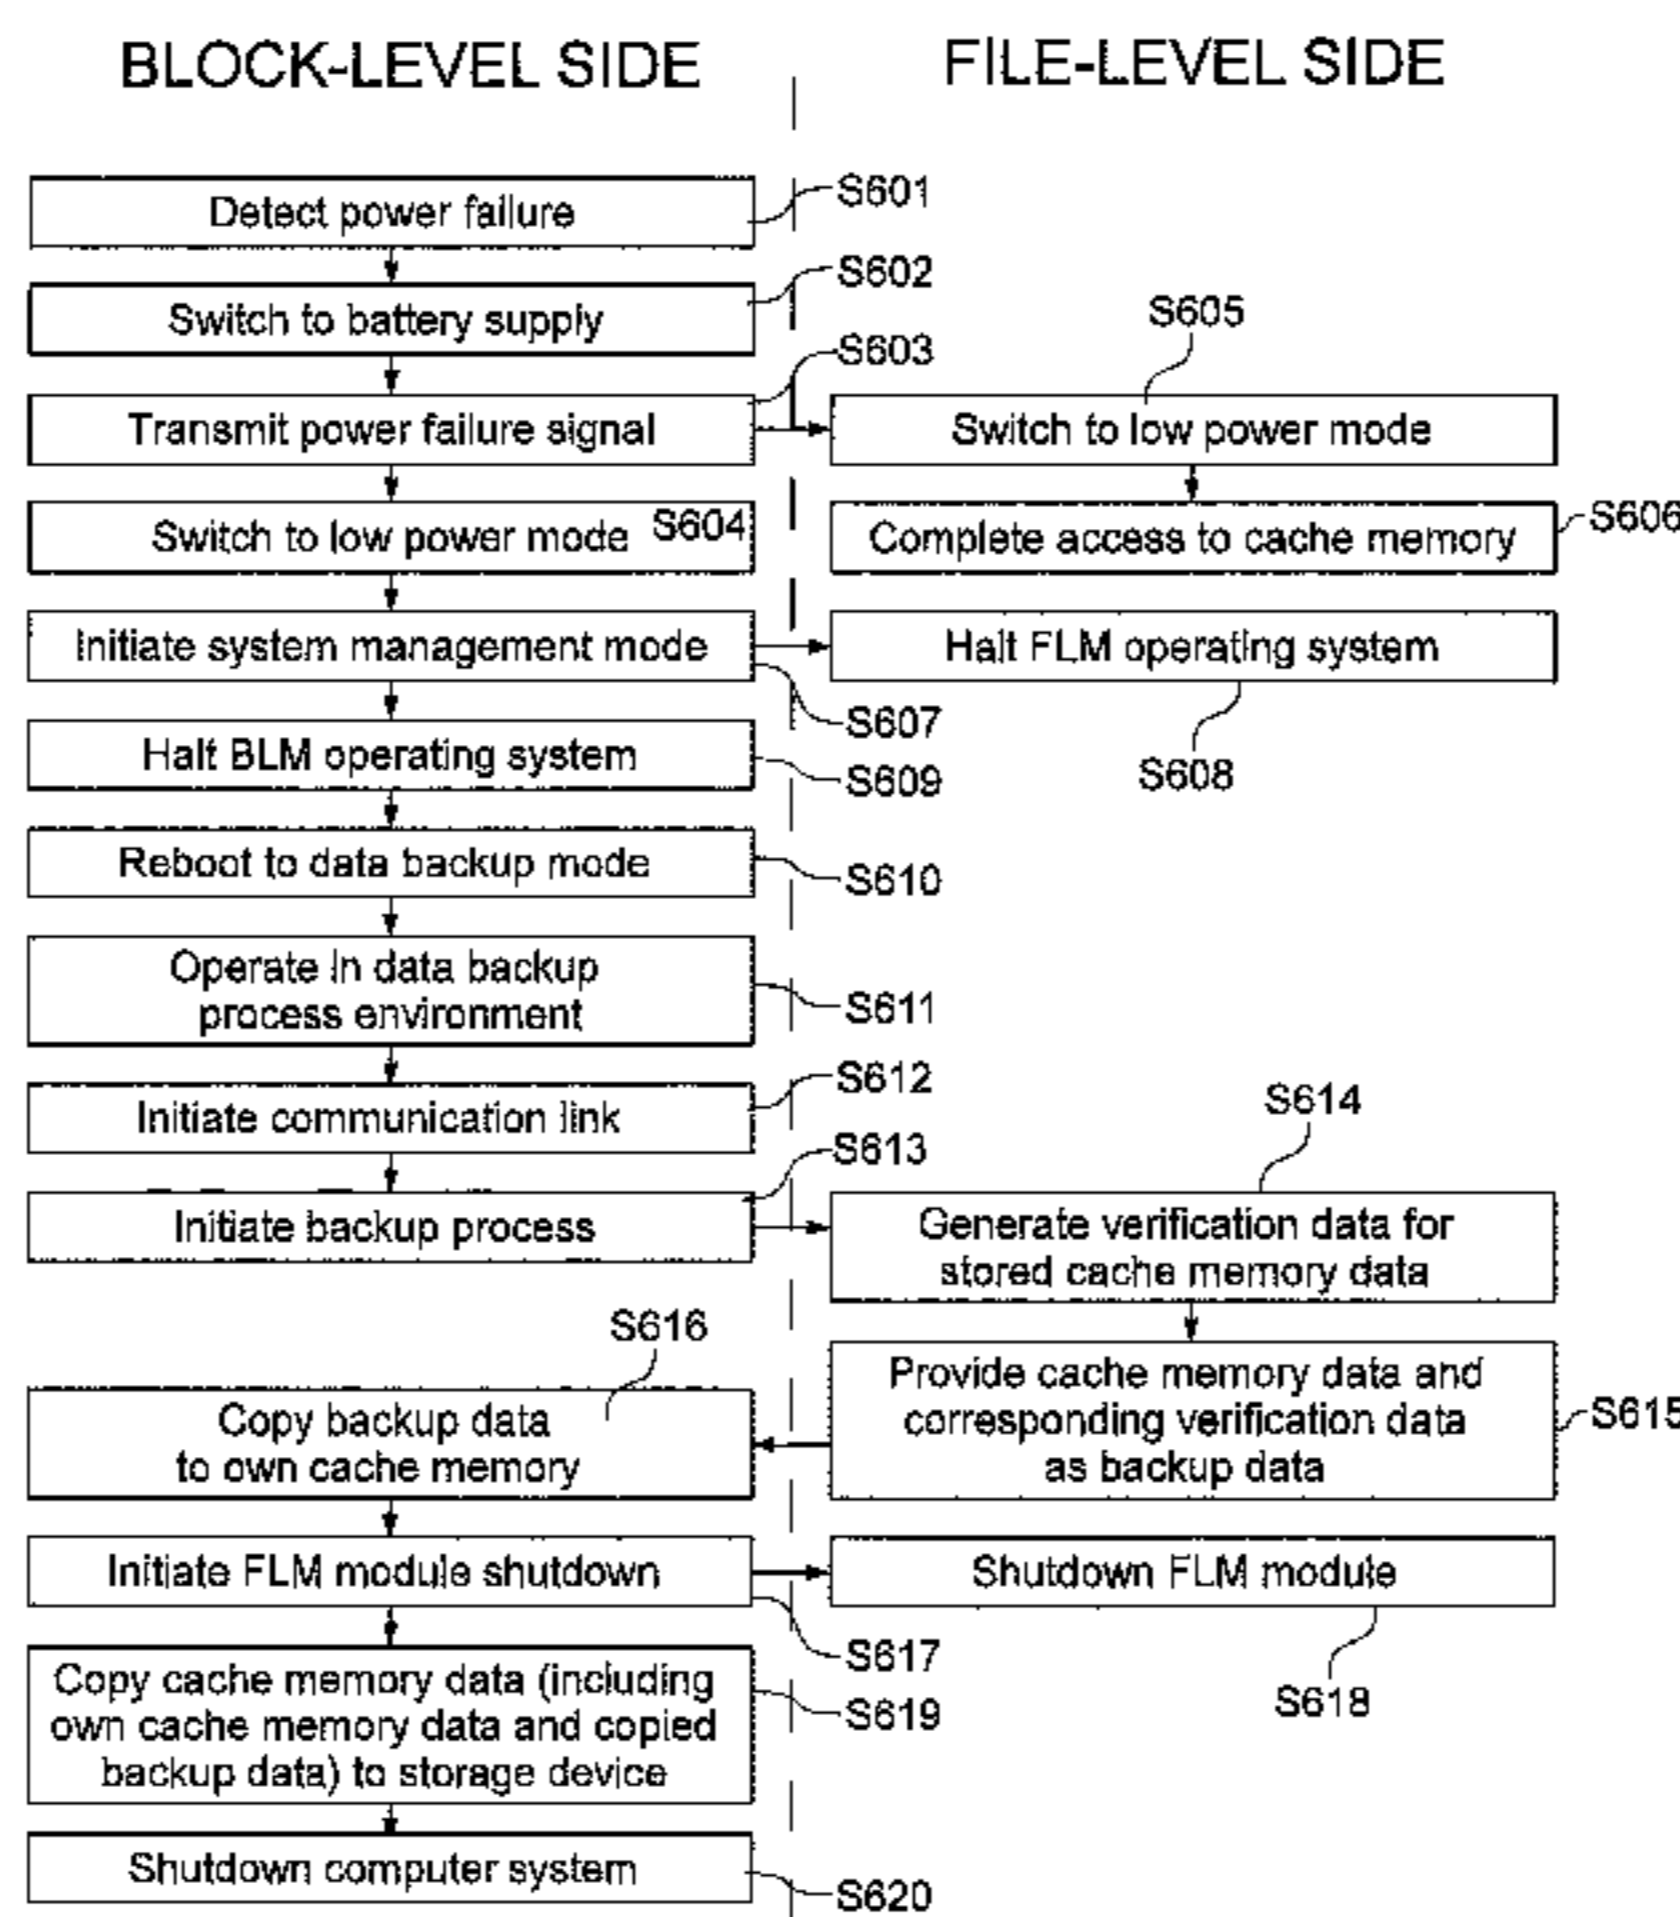 BLOCK-LEVEL SIDE
FILE-LEVEL SIDE
Detect power failure
S601
Switch to battery supply
S602
Transmit power failure signal
S603
Switch to low power mode
S605
Switch to low power mode
S604
Complete access to cache memory
S606
Initiate system management mode
S607
Halt FLM operating system
S608
Halt BLM operating system
S609
Reboot to data backup mode
S610
Operate in data backup
process environment
S611
Initiate communication link
S612
Initiate backup process
S613
Generate verification data for
stored cache memory data
S614
Provide cache memory data and
corresponding verification data
as backup data
S615
Copy backup data
to own cache memory
S616
Initiate FLM module shutdown
S617
Shutdown FLM module
S618
Copy cache memory data (including
own cache memory data and copied
backup data) to storage device
S619
Shutdown computer system
S620